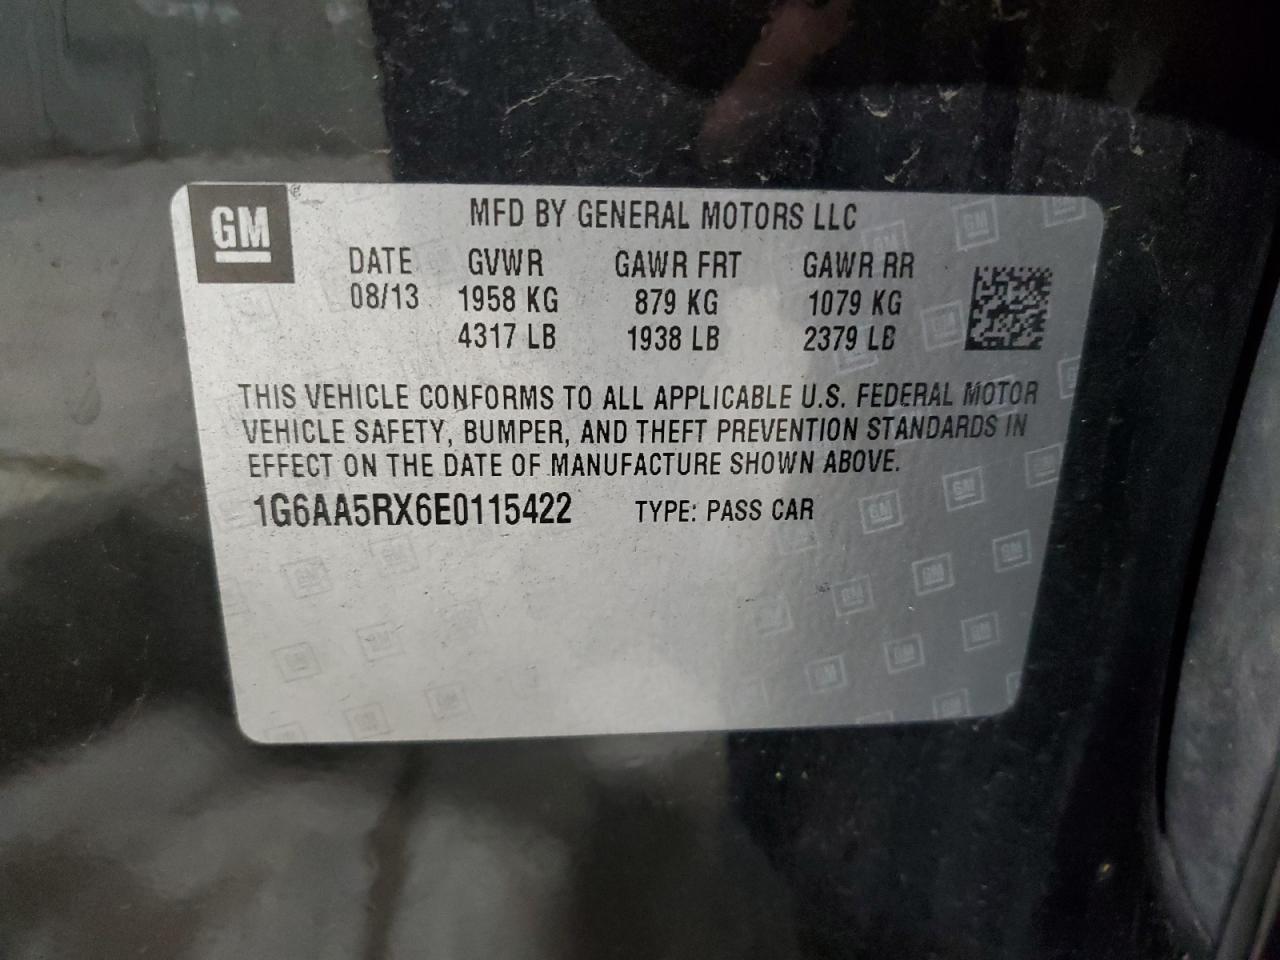 GM
MFD BY GENERAL MOTORS LLC
DATE GVWR GAWR FRT GAWR RR
08/13 1958 KG 879 KG 1079 KG
4317 LB 1938 LB 2379 LB
THIS VEHICLE CONFORMS TO ALL APPLICABLE U.S. FEDERAL MOTOR
VEHICLE SAFETY, BUMPER, AND THEFT PREVENTION STANDARDS IN
EFFECT ON THE DATE OF MANUFACTURE SHOWN ABOVE.
1G6AA5RX6E0115422 TYPE: PASS CAR